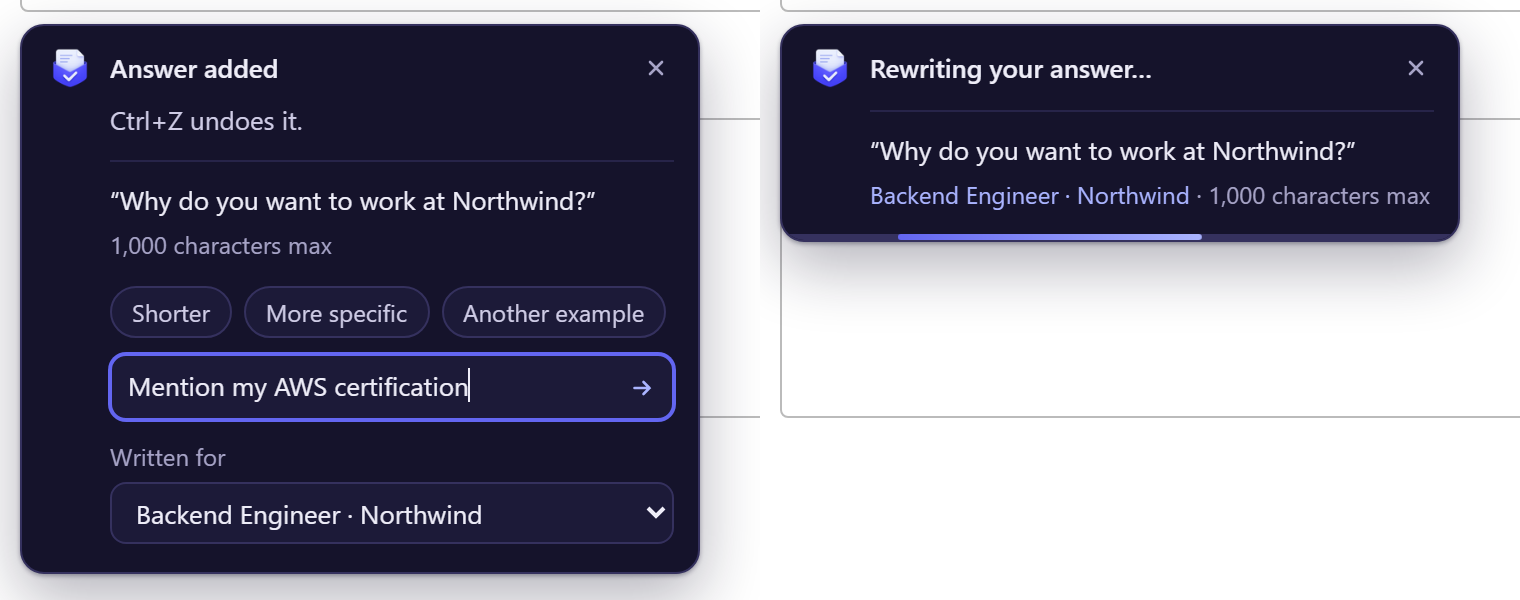 Answer added
Ctrl+Z undoes it.
“Why do you want to work at Northwind?”
1,000 characters max
Shorter
More specific
Another example
Mention my AWS certification
Written for
Backend Engineer · Northwind
Rewriting your answer…
“Why do you want to work at Northwind?”
Backend Engineer · Northwind · 1,000 characters max